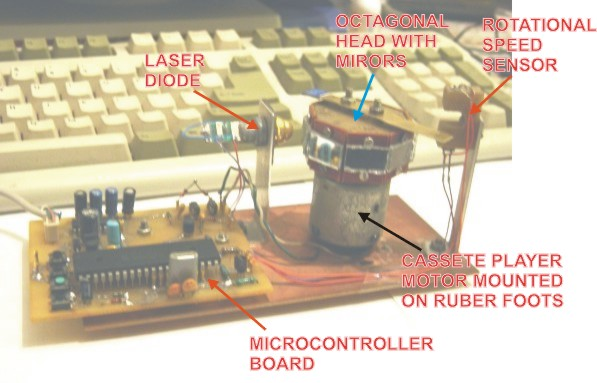 OCTAGONAL
HEAD WITH
MIRORS
ROTATIONAL
SPEED
SENSOR
LASER
DIODE
CASSETE PLAYER
MOTOR MOUNTED
ON RUBER FOOTS
MICROCONTROLLER
BOARD